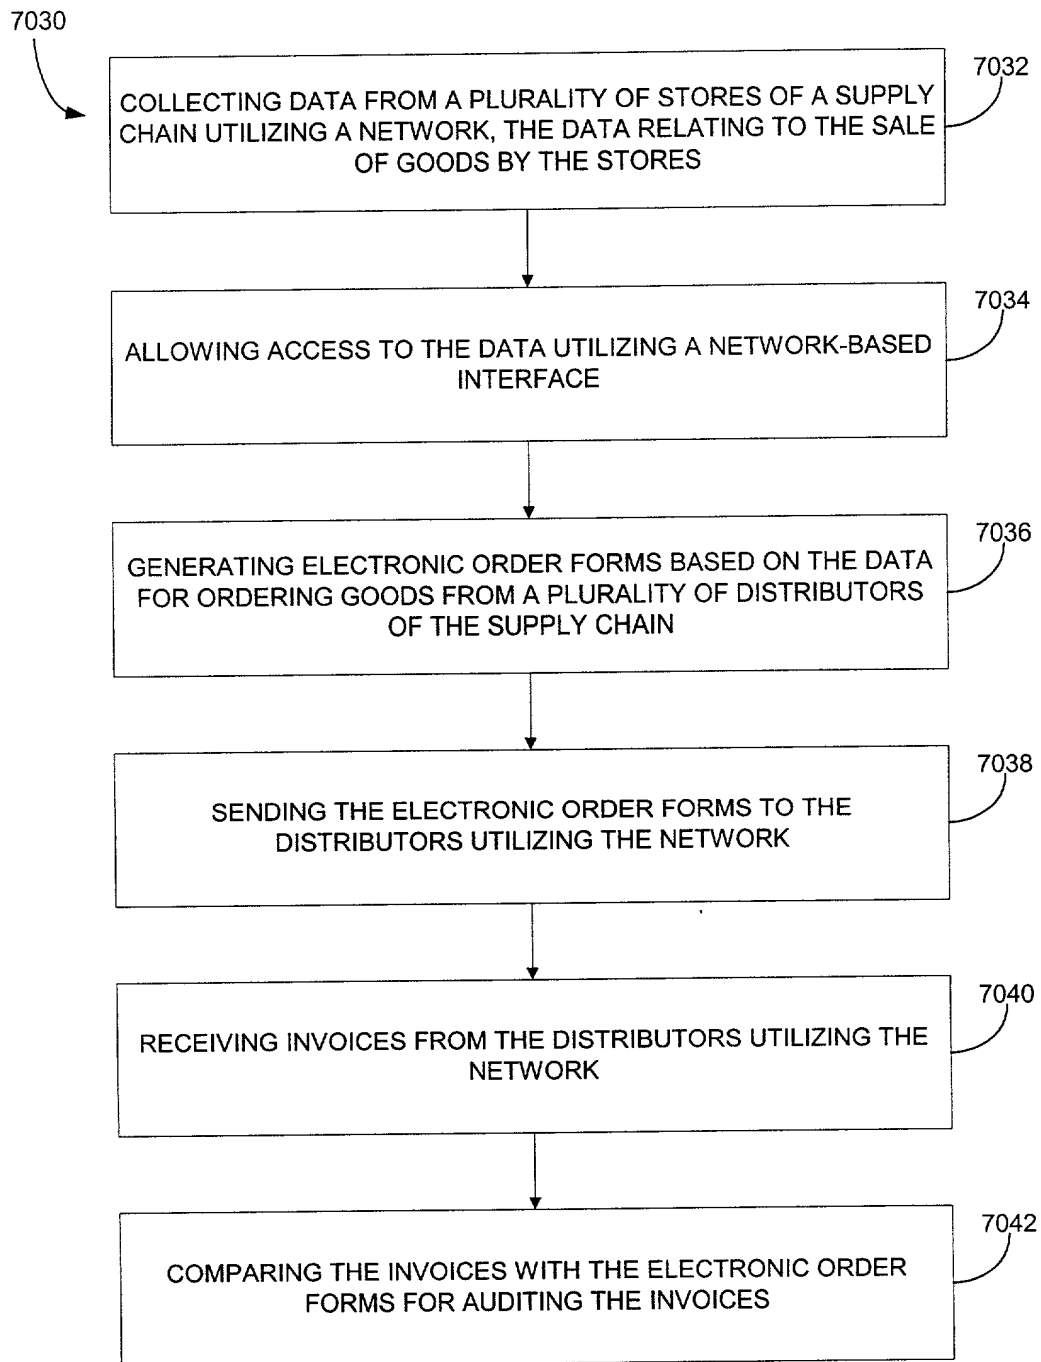 7030
7032
COLLECTING DATA FROM A PLURALITY OF STORES OF A SUPPLY
CHAIN UTILIZING A NETWORK, THE DATA RELATING TO THE SALE
OF GOODS BY THE STORES
7034
ALLOWING ACCESS TO THE DATA UTILIZING A NETWORK-BASED
INTERFACE
7036
GENERATING ELECTRONIC ORDER FORMS BASED ON THE DATA
FOR ORDERING GOODS FROM A PLURALITY OF DISTRIBUTORS
OF THE SUPPLY CHAIN
7038
SENDING THE ELECTRONIC ORDER FORMS TO THE
DISTRIBUTORS UTILIZING THE NETWORK
7040
RECEIVING INVOICES FROM THE DISTRIBUTORS UTILIZING THE
NETWORK
7042
COMPARING THE INVOICES WITH THE ELECTRONIC ORDER
FORMS FOR AUDITING THE INVOICES